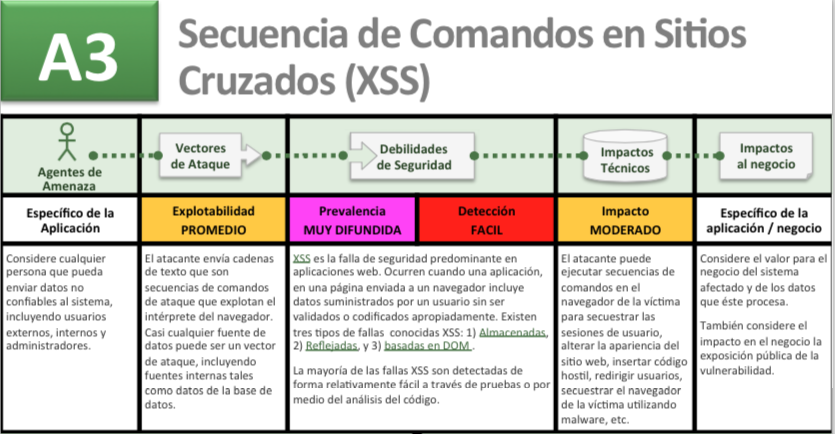 A3
Secuencia de Comandos en Sitios
Cruzados (XSS)
Agentes de
Amenaza
Vectores
de Ataque
Debilidades
de Seguridad
Impactos
Técnicos
Impactos
al negocio
Específico de la
Aplicación
Explotabilidad
PROMEDIO
Prevalencia
MUY DIFUNDIDA
Detección
FACIL
Impacto
MODERADO
Específico de la
aplicación / negocio
Considere cualquier
persona que pueda
enviar datos no
confiables al sistema,
incluyendo usuarios
externos, internos y
administradores.
El atacante envía cadenas
de texto que son
secuencias de comandos
de ataque que explotan el
intérprete del navegador.
Casi cualquier fuente de
datos puede ser un vector
de ataque, incluyendo
fuentes internas tales
como datos de la base de
datos.
XSS es la falla de seguridad predominante en
aplicaciones web. Ocurren cuando una aplicación,
en una página enviada a un navegador incluye
datos suministrados por un usuario sin ser
validados o codificados apropiadamente. Existen
tres tipos de fallas conocidas XSS: 1) Almacenadas,
2) Reflejadas, y 3) basadas en DOM .
La mayoría de las fallas XSS son detectadas de
forma relativamente fácil a través de pruebas o por
medio del análisis del código.
El atacante puede
ejecutar secuencias de
comandos en el
navegador de la víctima
para secuestrar las
sesiones de usuario,
alterar la apariencia del
sitio web, insertar código
hostil, redirigir usuarios,
secuestrar el navegador
de la víctima utilizando
malware, etc.
Considere el valor para el
negocio del sistema
afectado y de los datos
que éste procesa.
También considere el
impacto en el negocio la
exposición pública de la
vulnerabilidad.